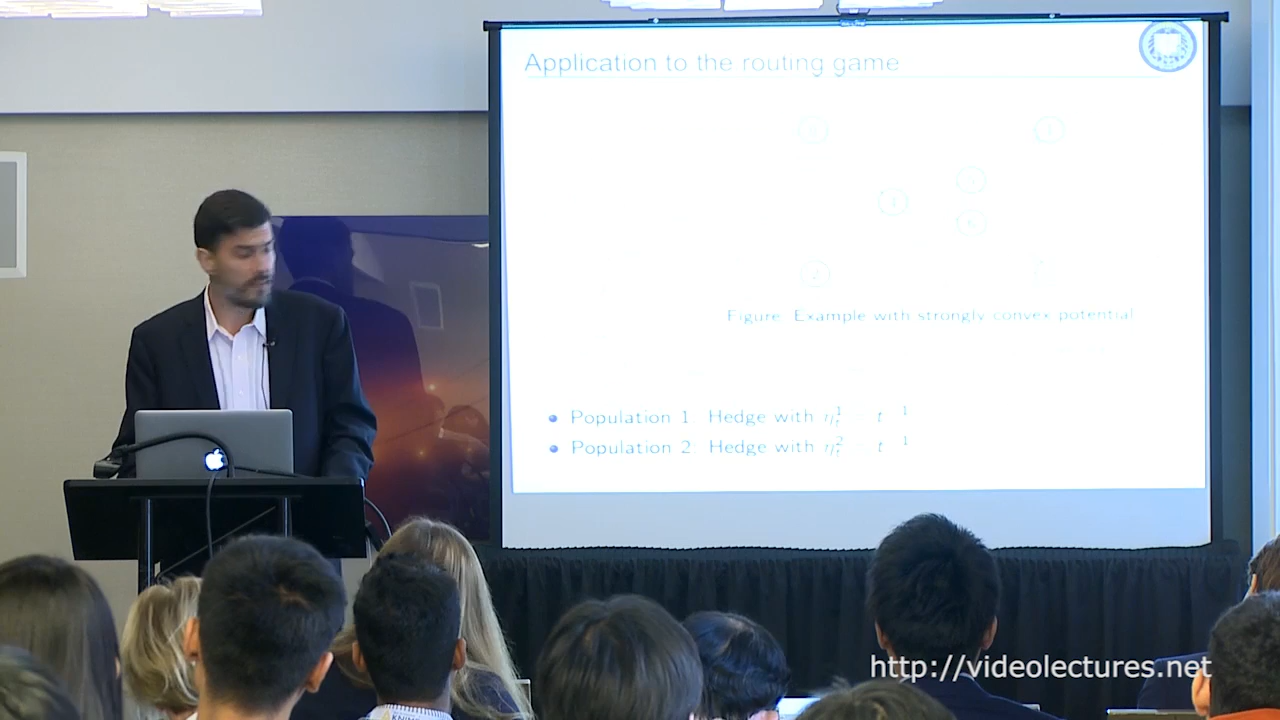 Application to the routing game
Figure: Example with strongly convex potential
Population 1: Hedge with
Population 2: Hedge with
http://videolectures.net